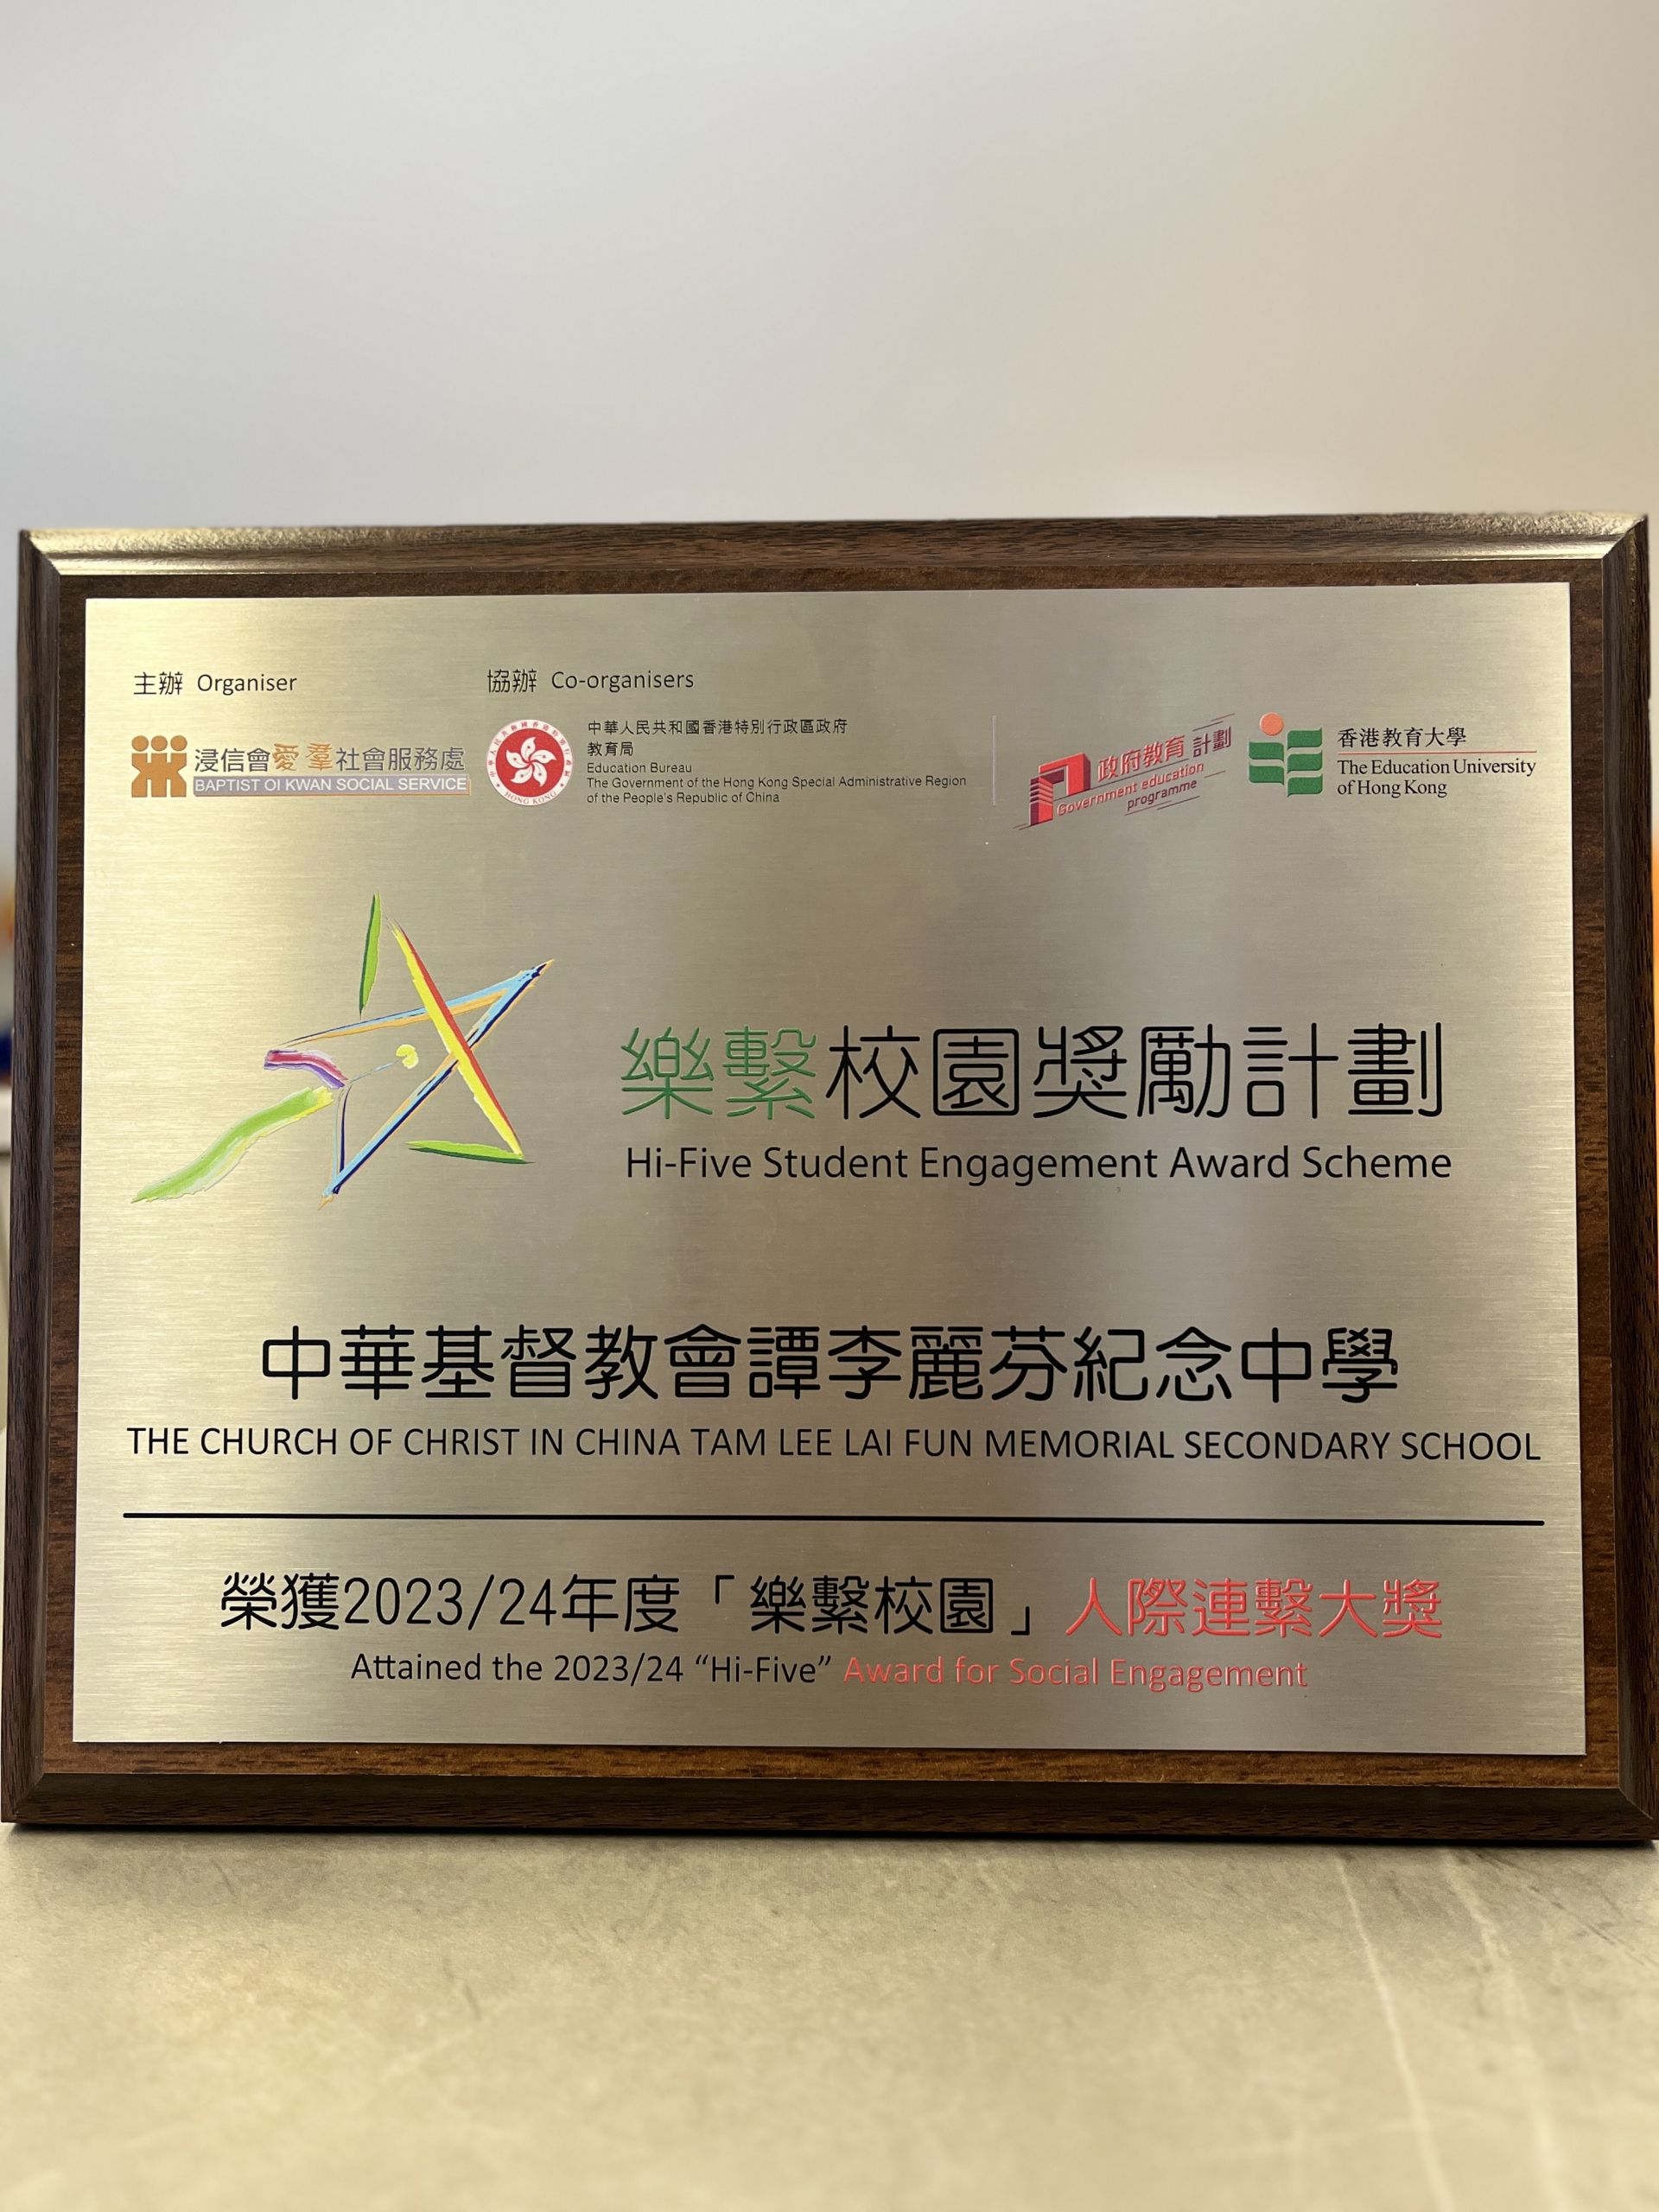 主辦 Organiser
浸信會愛羣社會服務處
BAPTIST OI KWAN SOCIAL SERVICE
協辦 Co-organisers
中華人民共和國香港特別行政區政府
教育局
Education Bureau
The Government of the Hong Kong Special Administrative Region
of the People's Republic of China
HONG KONG
政府教育計劃
Government education
programme
香港教育大學
The Education University
of Hong Kong
樂繫校園獎勵計劃
Hi-Five Student Engagement Award Scheme
中華基督教會譚李麗芬紀念中學
THE CHURCH OF CHRIST IN CHINA TAM LEE LAI FUN MEMORIAL SECONDARY SCHOOL
榮獲2023/24年度「樂繫校園」人際連繫大獎
Attained the 2023/24 “Hi-Five” Award for Social Engagement